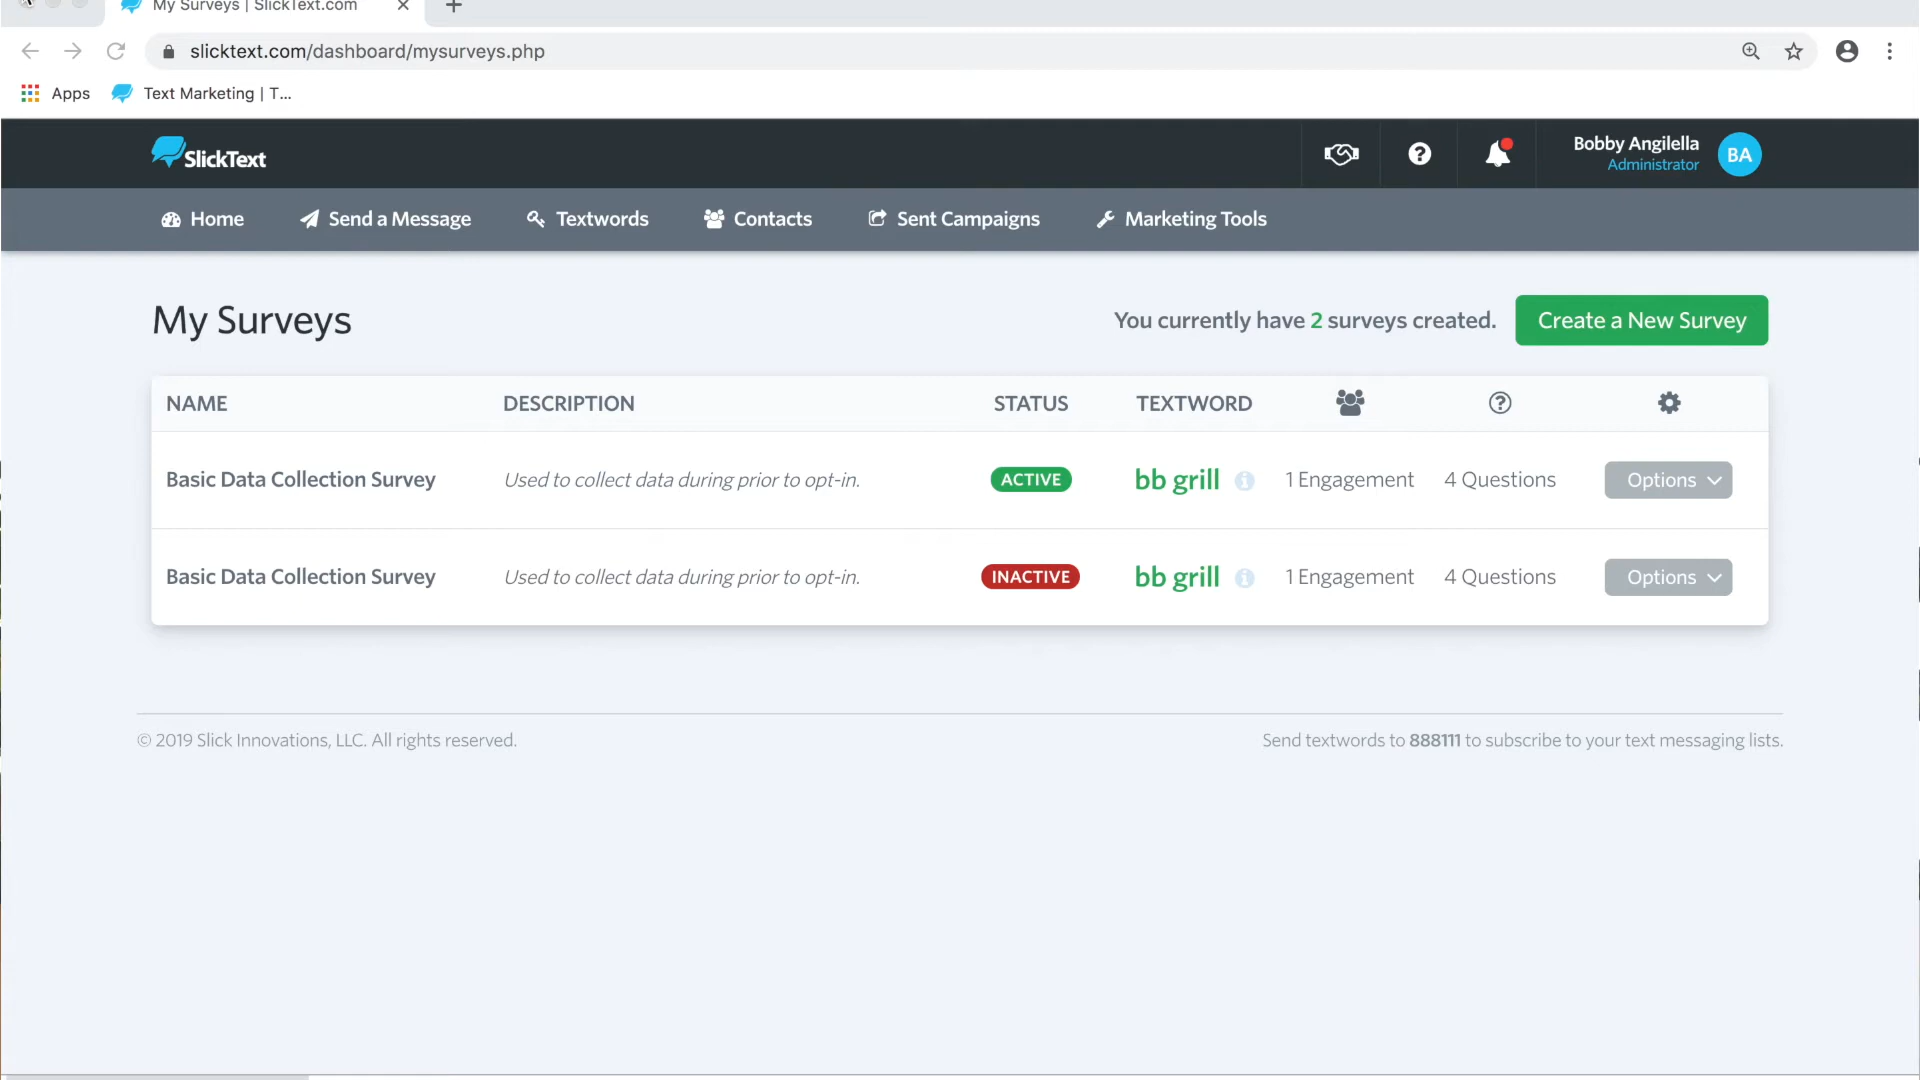 My Surveys | SlickText.com
slicktext.com/dashboard/mysurveys.php
Apps Text Marketing | T...
SlickText
Bobby Angilella
Administrator
BA
Home Send a Message Textwords Contacts Sent Campaigns Marketing Tools
My Surveys You currently have 2 surveys created. Create a New Survey
NAME DESCRIPTION STATUS TEXTWORD
Basic Data Collection Survey Used to collect data during prior to opt-in. ACTIVE bb grill 1 Engagement 4 Questions Options
Basic Data Collection Survey Used to collect data during prior to opt-in. INACTIVE bb grill 1 Engagement 4 Questions Options
© 2019 Slick Innovations, LLC. All rights reserved. Send textwords to 888111 to subscribe to your text messaging lists.